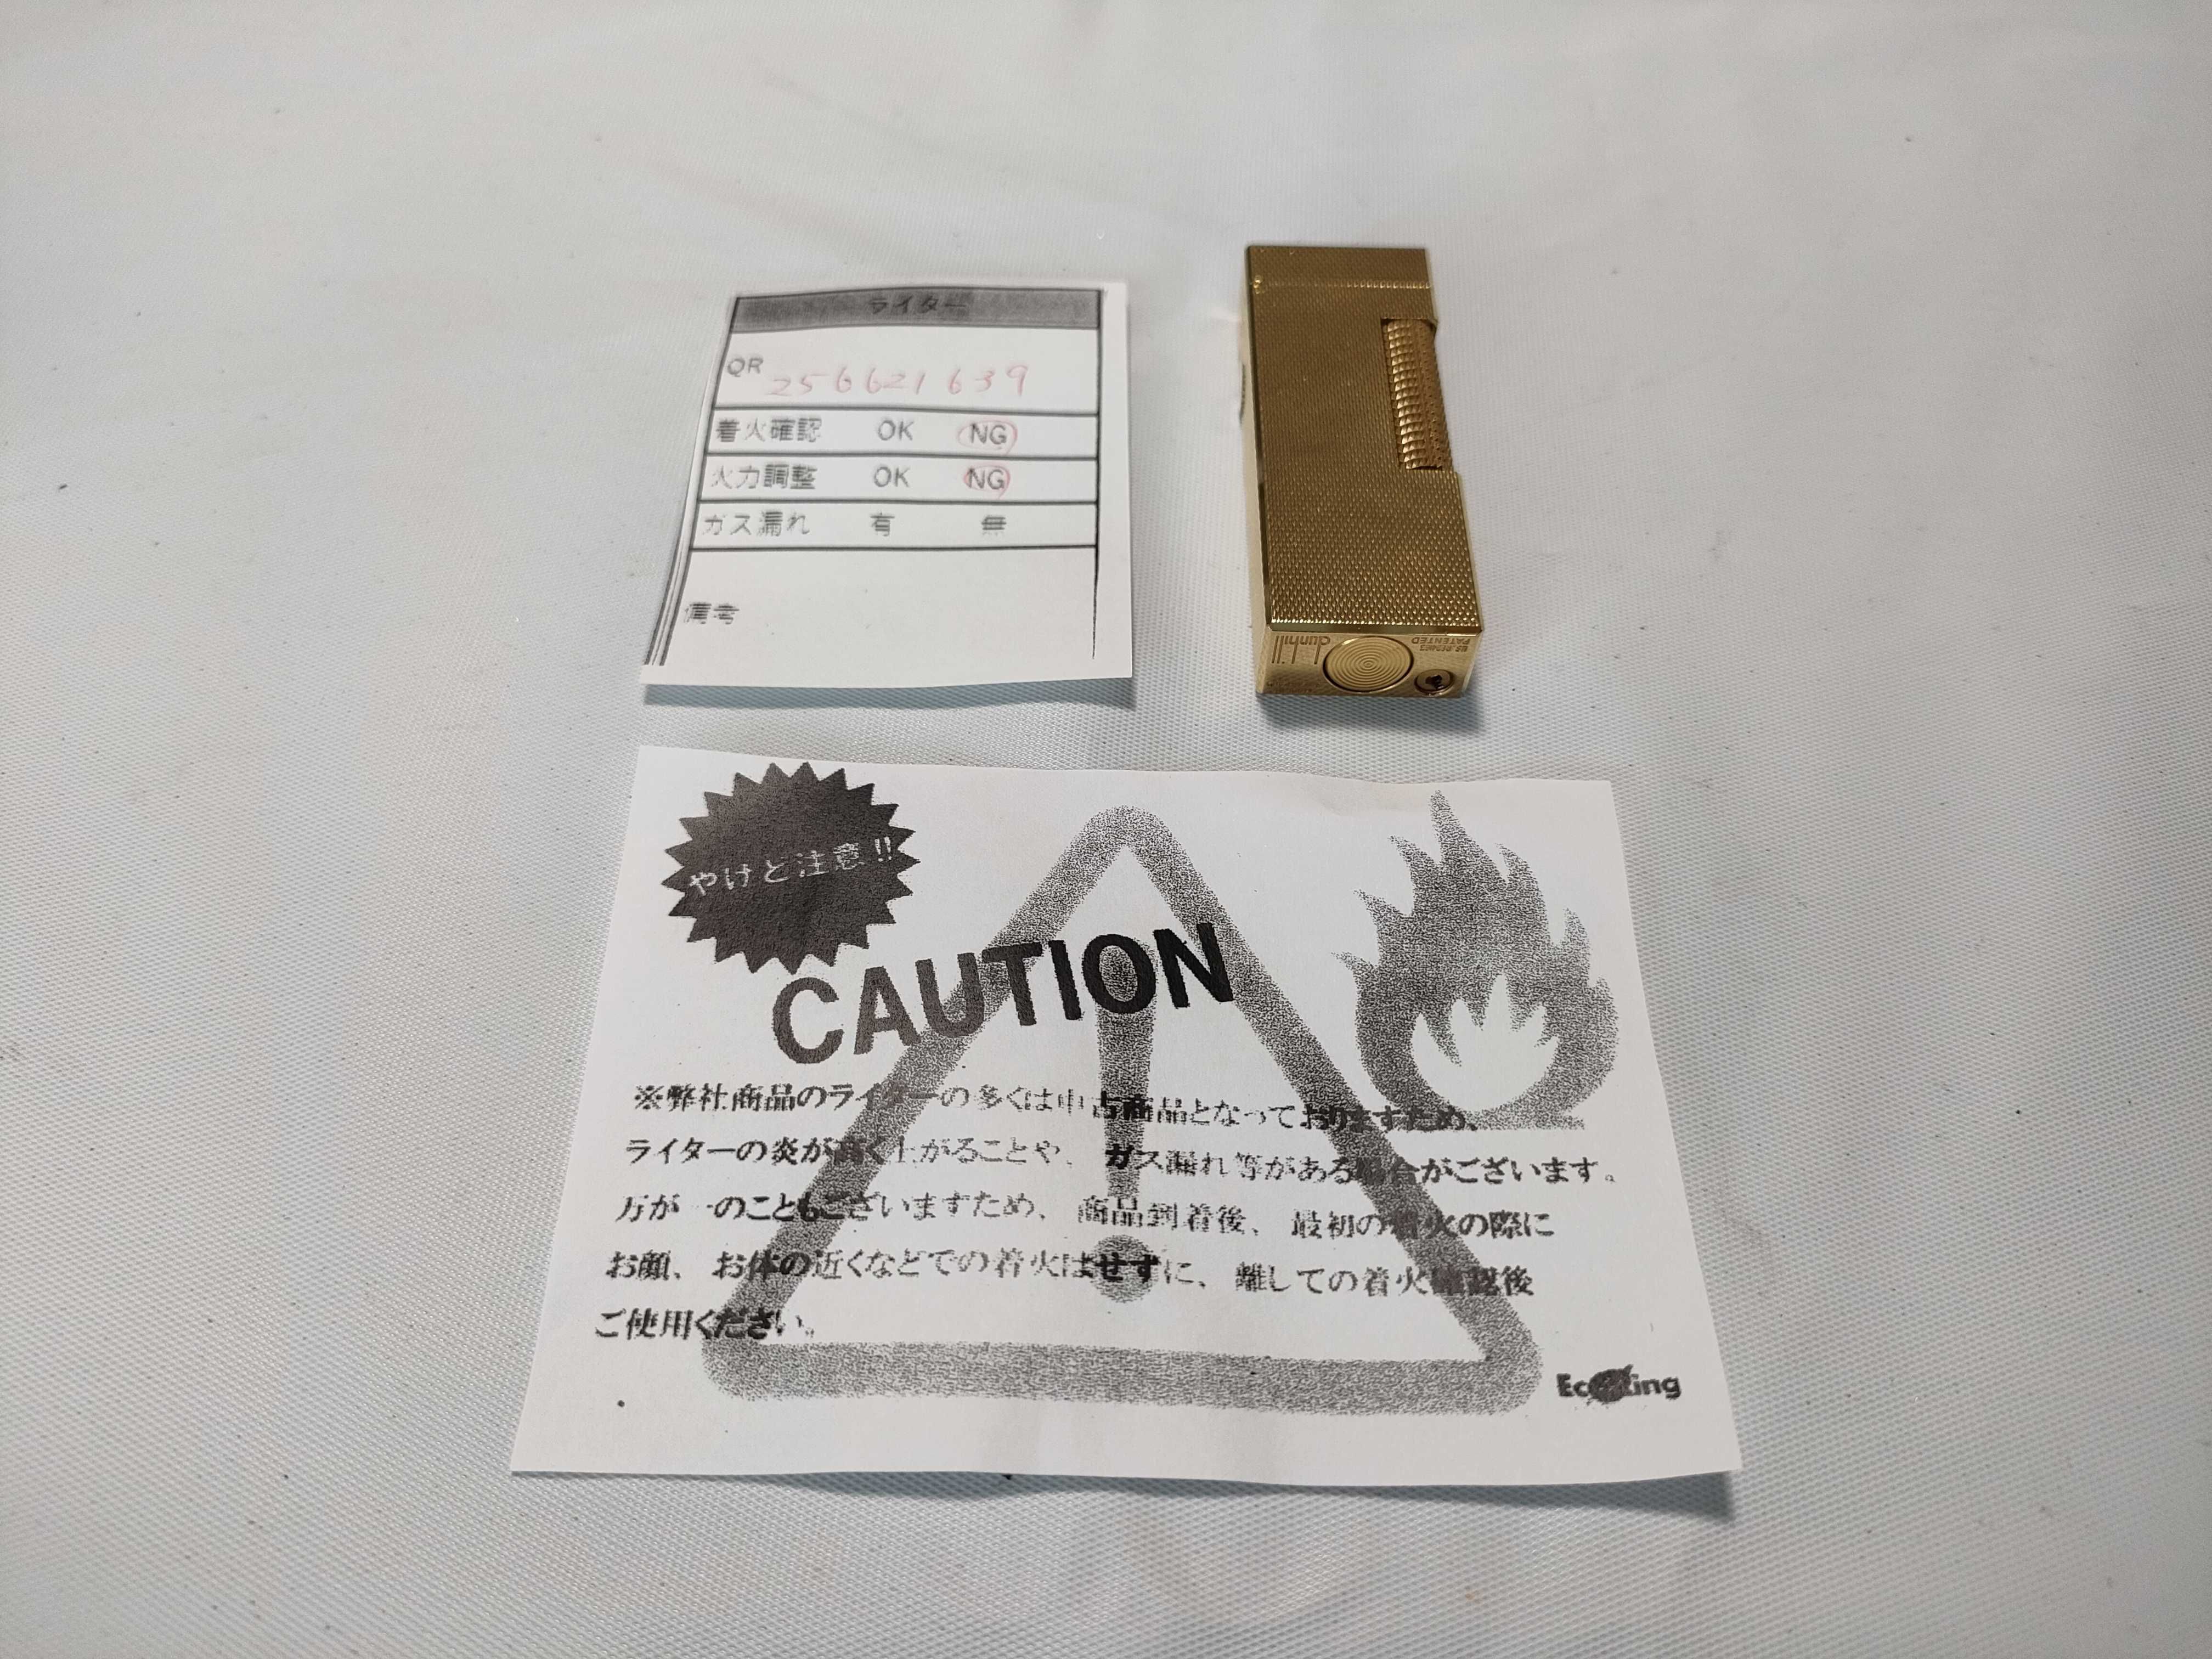 ライター
QR 256621639
着火確認 OK NG
火力調整 OK NG
ガス漏れ 有 無
備考
dunhill
US.RE24163
PATENTED
やけど注意!!
CAUTION
※弊社商品のライターの多くは中古商品となっておりますため、
ライターの炎が高く上がることや、ガス漏れ等がある場合がございます。
万が一のこともございますため、商品到着後、最初の着火の際に
お顔、お体の近くなどでの着火はせずに、離しての着火確認後
ご使用ください。
EcoRing